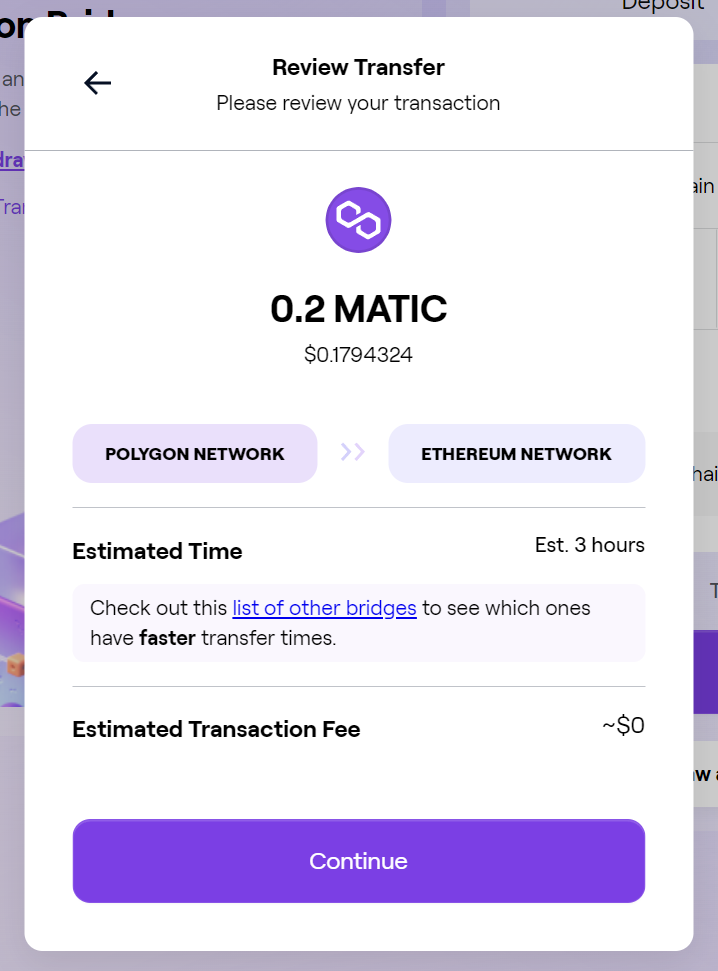 Deposit
Review Transfer
Please review your transaction
0.2 MATIC
$0.1794324
POLYGON NETWORK
ETHEREUM NETWORK
Estimated Time
Est. 3 hours
Check out this list of other bridges to see which ones
have faster transfer times.
Estimated Transaction Fee
~$0
Continue